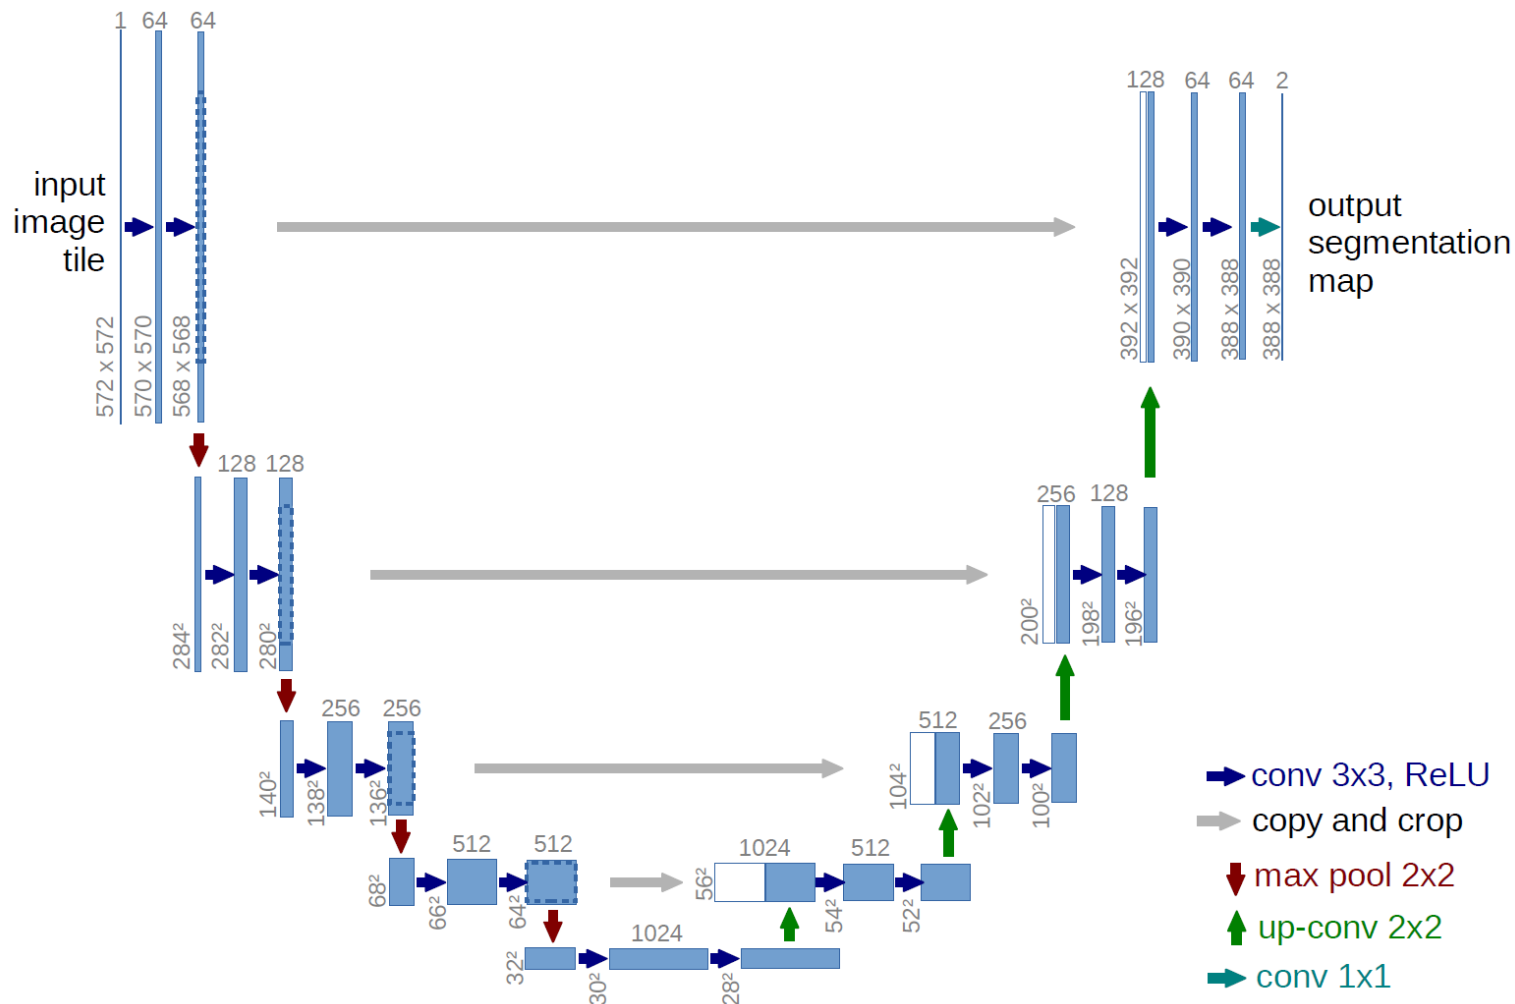 1 64 64
128 64 64 2
input
image
tile
output
segmentation
map
572 x 572
570 x 570
568 x 568
392 x 392
390 x 390
388 x 388
388 x 388
128 128
256 128
284²
282²
280²
200²
198²
196²
256 256
512 256
140²
138²
136²
104²
102²
100²
512 512
1024 512
68²
66²
64²
56²
54²
52²
1024
32²
30²
28²
conv 3x3, ReLU
copy and crop
max pool 2x2
up-conv 2x2
conv 1x1